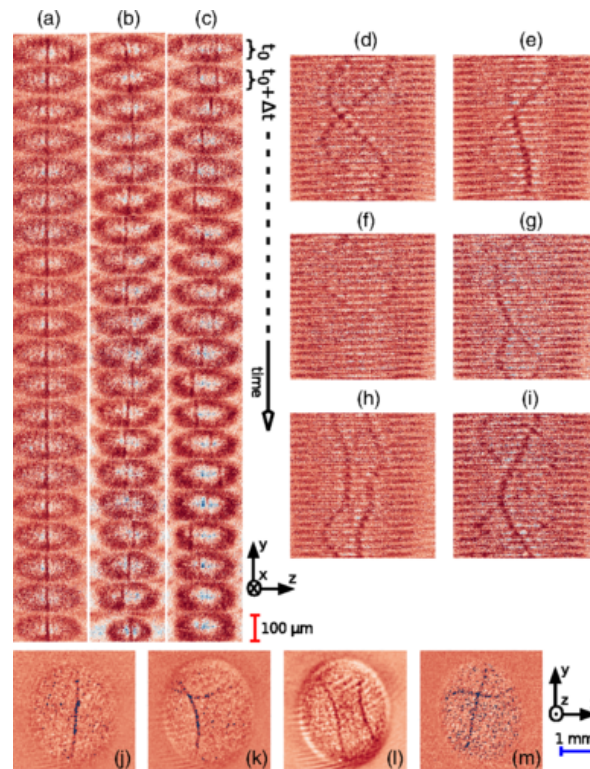 (a) (b) (c)
t₀
t₀+Δt
time
(d) (e)
(f) (g)
(h) (i)
y
x
z
100 μm
(j) (k) (l) (m)
y
z
1 mm